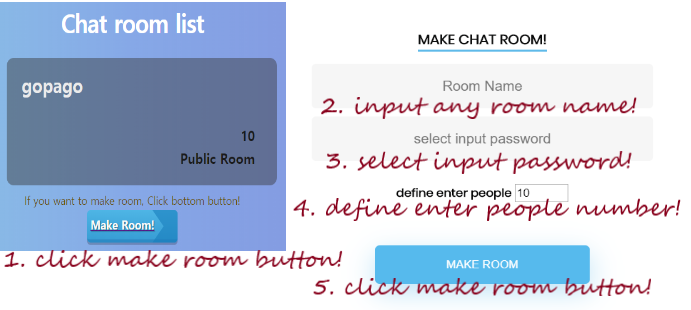 Chat room list
gopago
10
Public Room
If you want to make room, Click bottom button!
Make Room!
1. click make room button!
MAKE CHAT ROOM!
Room Name
2. input any room name!
select input password
3. select input password!
define enter people 10
4. define enter people number!
MAKE ROOM
5. click make room button!